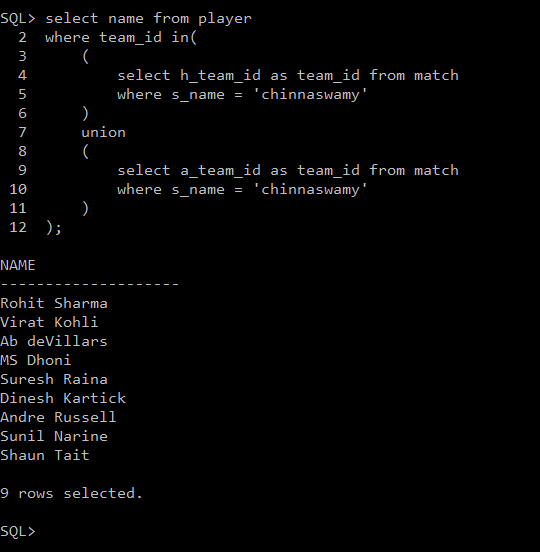 SQL> select name from player
  2  where team_id in(
  3      (
  4          select h_team_id as team_id from match
  5          where s_name = 'chinnaswamy'
  6      )
  7      union
  8      (
  9          select a_team_id as team_id from match
 10          where s_name = 'chinnaswamy'
 11      )
 12  );
NAME
--------------------
Rohit Sharma
Virat Kohli
Ab deVillars
MS Dhoni
Suresh Raina
Dinesh Kartick
Andre Russell
Sunil Narine
Shaun Tait
9 rows selected.
SQL>